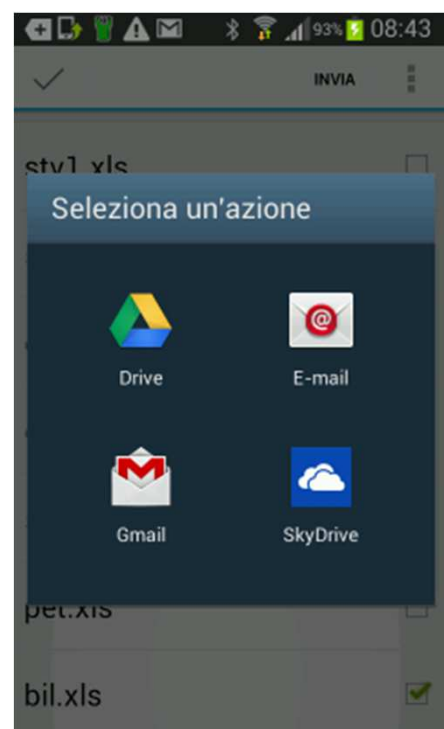 93% 08:43
INVIA
sty1.xls
Seleziona un'azione
Drive
E-mail
Gmail
SkyDrive
pet.xls
bil.xls